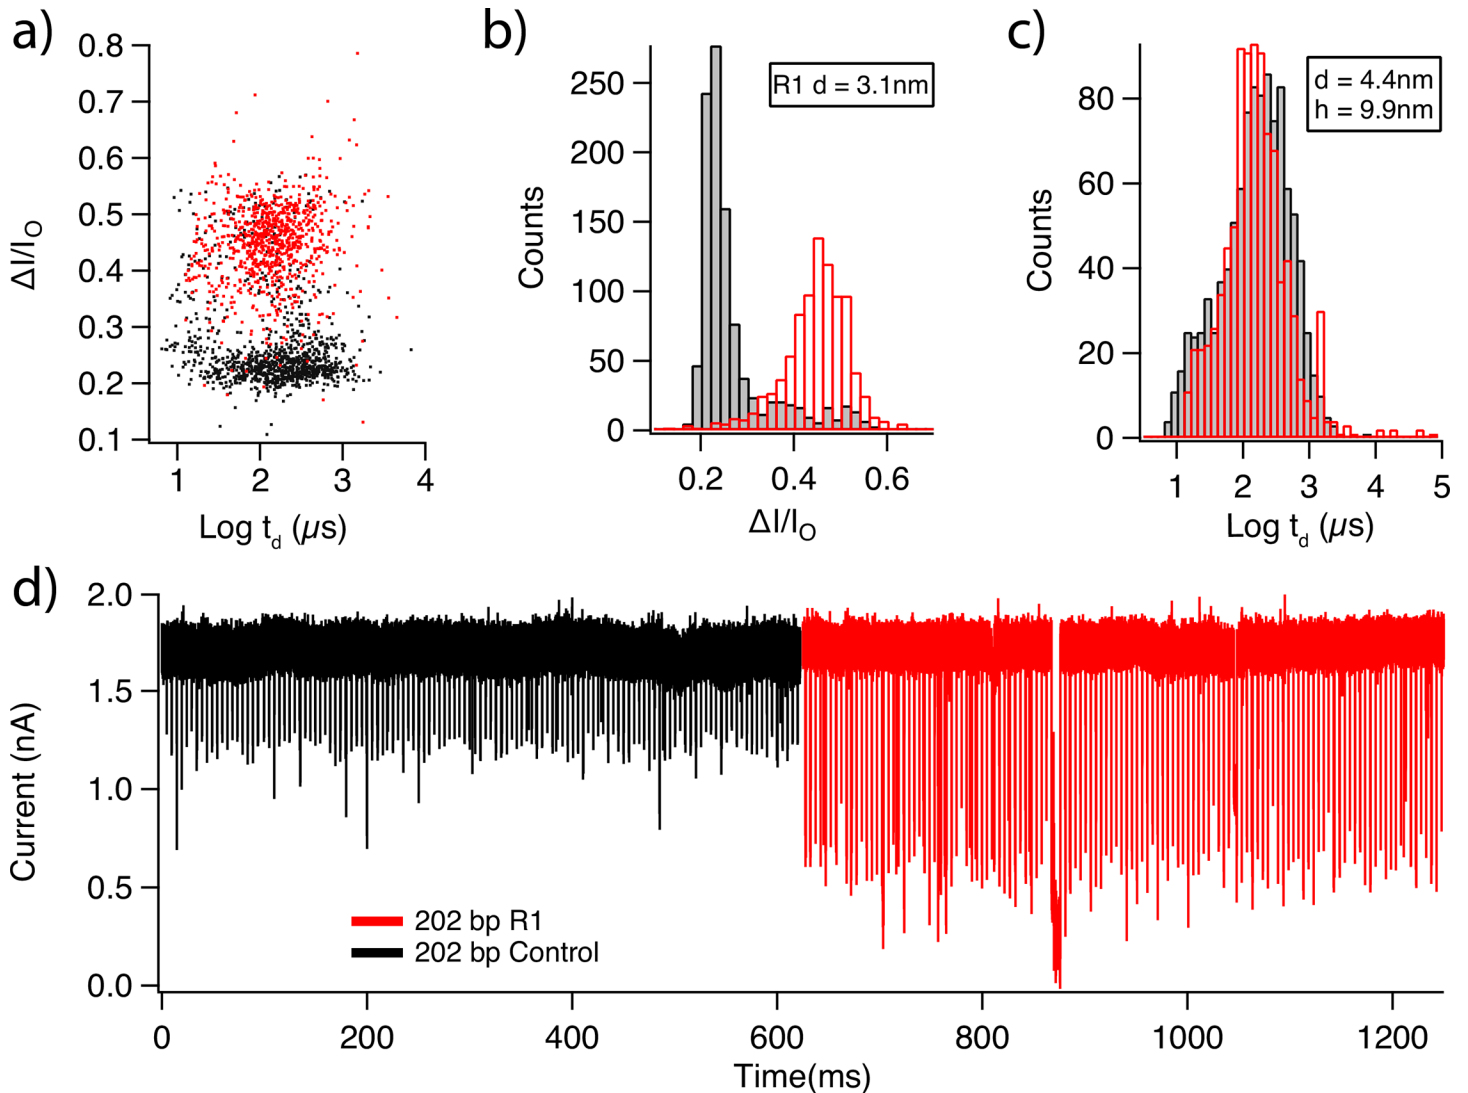 a)
0.8
0.7
0.6
0.5
0.4
0.3
0.2
0.1
ΔI/I_O
1 2 3 4
Log t_d (µs)
b)
R1 d = 3.1nm
250
200
150
100
50
0
Counts
0.2 0.4 0.6
ΔI/I_O
c)
d = 4.4nm
h = 9.9nm
80
60
40
20
0
Counts
1 2 3 4 5
Log t_d (µs)
d)
2.0
1.5
1.0
0.5
0.0
Current (nA)
202 bp R1
202 bp Control
0 200 400 600 800 1000 1200
Time(ms)